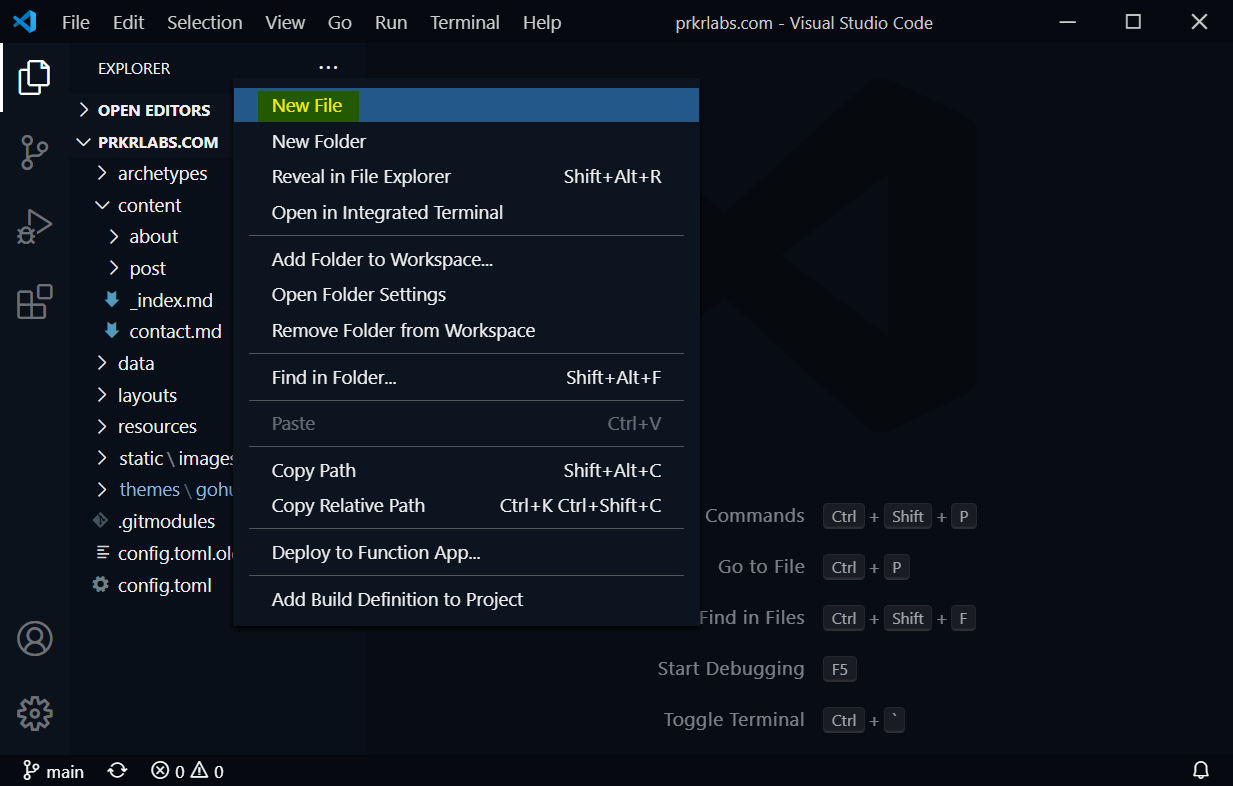 File Edit Selection View Go Run Terminal Help prkrlabs.com - Visual Studio Code
EXPLORER ...
OPEN EDITORS
PRKRLABS.COM
archetypes
content
about
post
_index.md
contact.md
data
layouts
resources
static \ images
themes \ gohu
.gitmodules
config.toml.ol
config.toml
New File
New Folder
Reveal in File Explorer Shift+Alt+R
Open in Integrated Terminal
Add Folder to Workspace...
Open Folder Settings
Remove Folder from Workspace
Find in Folder... Shift+Alt+F
Paste Ctrl+V
Copy Path Shift+Alt+C
Copy Relative Path Ctrl+K Ctrl+Shift+C
Deploy to Function App...
Add Build Definition to Project
Commands Ctrl + Shift + P
Go to File Ctrl + P
Find in Files Ctrl + Shift + F
Start Debugging F5
Toggle Terminal Ctrl + `
main 0 0